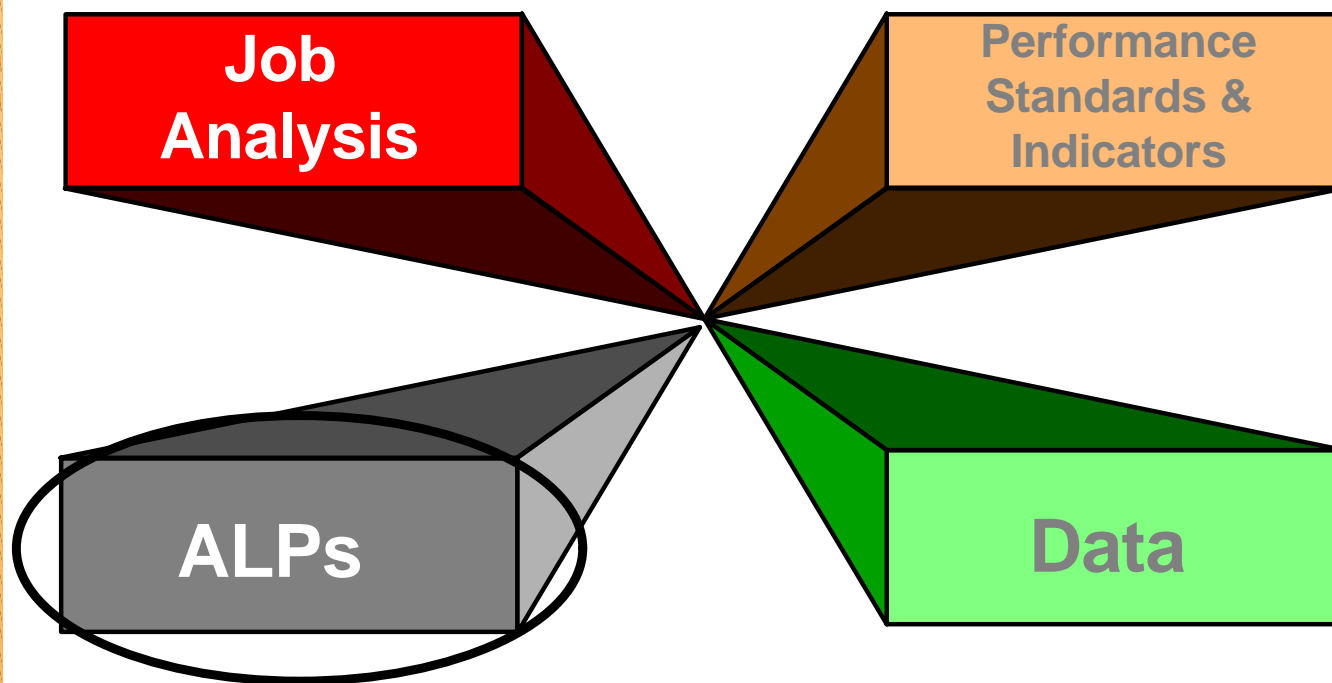 Job
Analysis
Performance
Standards &
Indicators
ALPs
Data